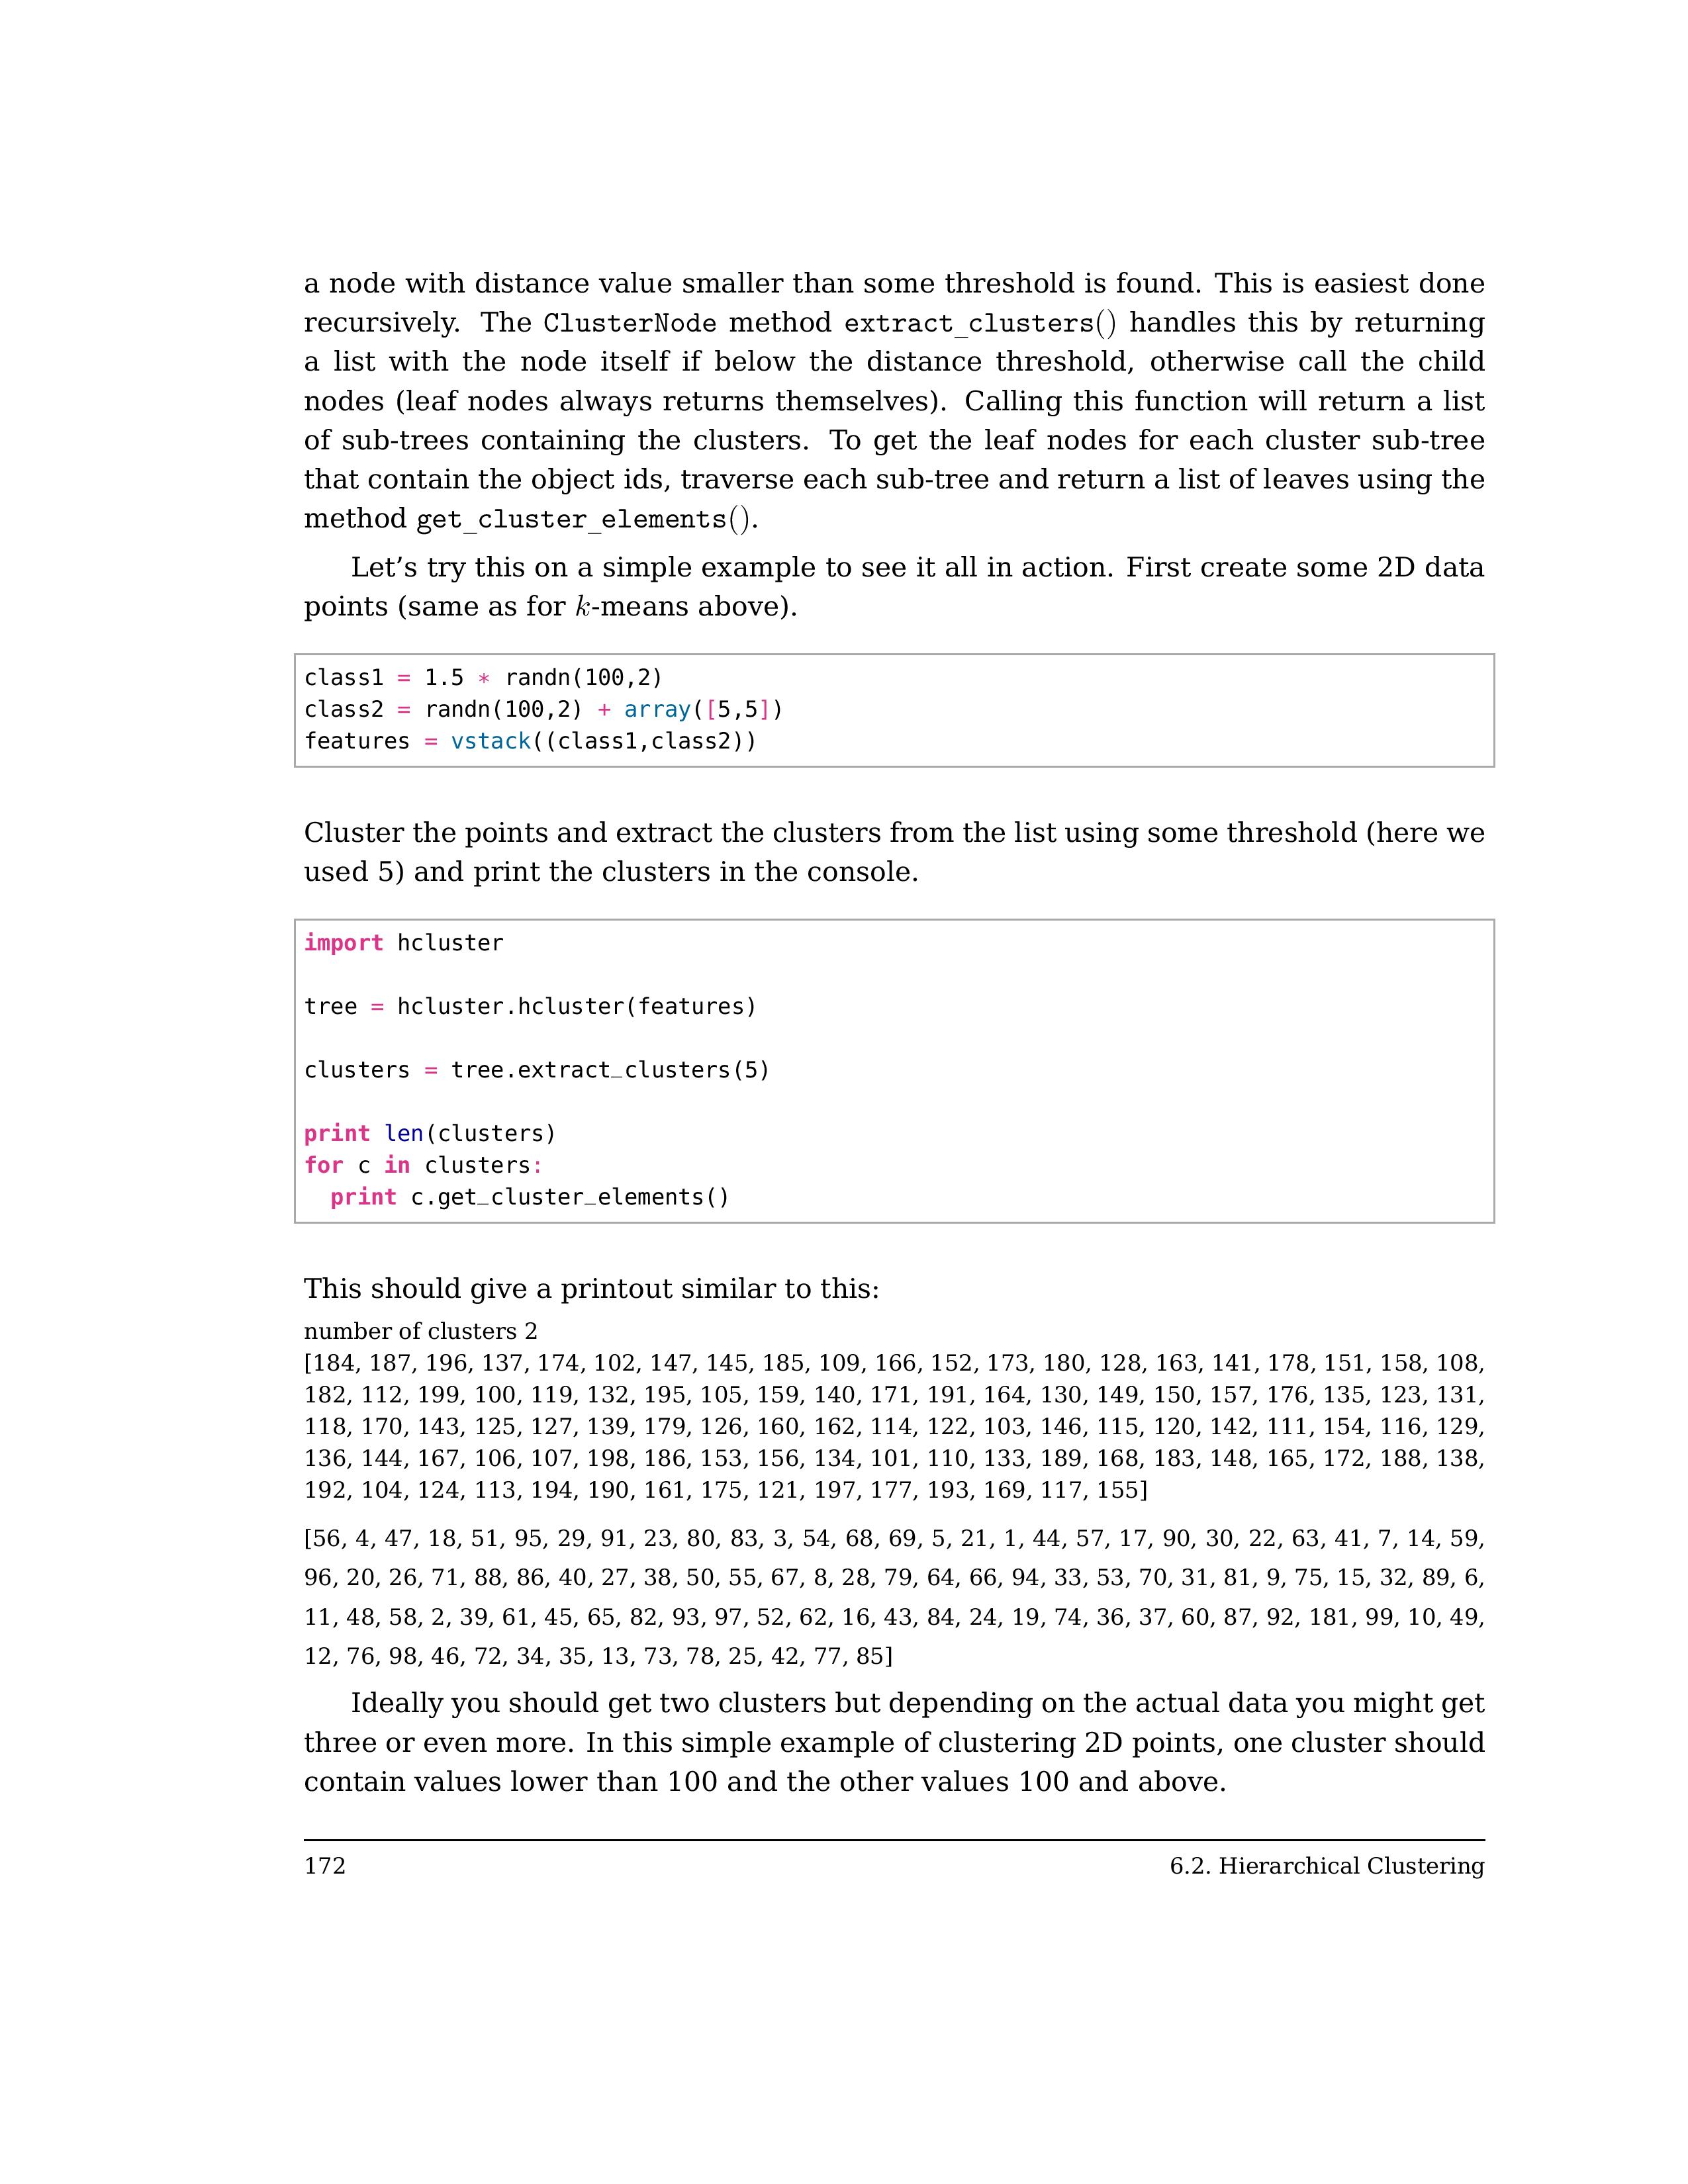 a node with distance value smaller than some threshold is found. This is easiest done
recursively. The ClusterNode method extract_clusters() handles this by returning
a list with the node itself if below the distance threshold, otherwise call the child
nodes (leaf nodes always returns themselves). Calling this function will return a list
of sub-trees containing the clusters. To get the leaf nodes for each cluster sub-tree
that contain the object ids, traverse each sub-tree and return a list of leaves using the
method get_cluster_elements().
Let’s try this on a simple example to see it all in action. First create some 2D data
points (same as for k-means above).
class1 = 1.5 * randn(100,2)
class2 = randn(100,2) + array([5,5])
features = vstack((class1,class2))
Cluster the points and extract the clusters from the list using some threshold (here we
used 5) and print the clusters in the console.
import hcluster
tree = hcluster.hcluster(features)
clusters = tree.extract_clusters(5)
print len(clusters)
for c in clusters:
  print c.get_cluster_elements()
This should give a printout similar to this:
number of clusters 2
[184, 187, 196, 137, 174, 102, 147, 145, 185, 109, 166, 152, 173, 180, 128, 163, 141, 178, 151, 158, 108,
182, 112, 199, 100, 119, 132, 195, 105, 159, 140, 171, 191, 164, 130, 149, 150, 157, 176, 135, 123, 131,
118, 170, 143, 125, 127, 139, 179, 126, 160, 162, 114, 122, 103, 146, 115, 120, 142, 111, 154, 116, 129,
136, 144, 167, 106, 107, 198, 186, 153, 156, 134, 101, 110, 133, 189, 168, 183, 148, 165, 172, 188, 138,
192, 104, 124, 113, 194, 190, 161, 175, 121, 197, 177, 193, 169, 117, 155]
[56, 4, 47, 18, 51, 95, 29, 91, 23, 80, 83, 3, 54, 68, 69, 5, 21, 1, 44, 57, 17, 90, 30, 22, 63, 41, 7, 14, 59,
96, 20, 26, 71, 88, 86, 40, 27, 38, 50, 55, 67, 8, 28, 79, 64, 66, 94, 33, 53, 70, 31, 81, 9, 75, 15, 32, 89, 6,
11, 48, 58, 2, 39, 61, 45, 65, 82, 93, 97, 52, 62, 16, 43, 84, 24, 19, 74, 36, 37, 60, 87, 92, 181, 99, 10, 49,
12, 76, 98, 46, 72, 34, 35, 13, 73, 78, 25, 42, 77, 85]
Ideally you should get two clusters but depending on the actual data you might get
three or even more. In this simple example of clustering 2D points, one cluster should
contain values lower than 100 and the other values 100 and above.
172 6.2. Hierarchical Clustering